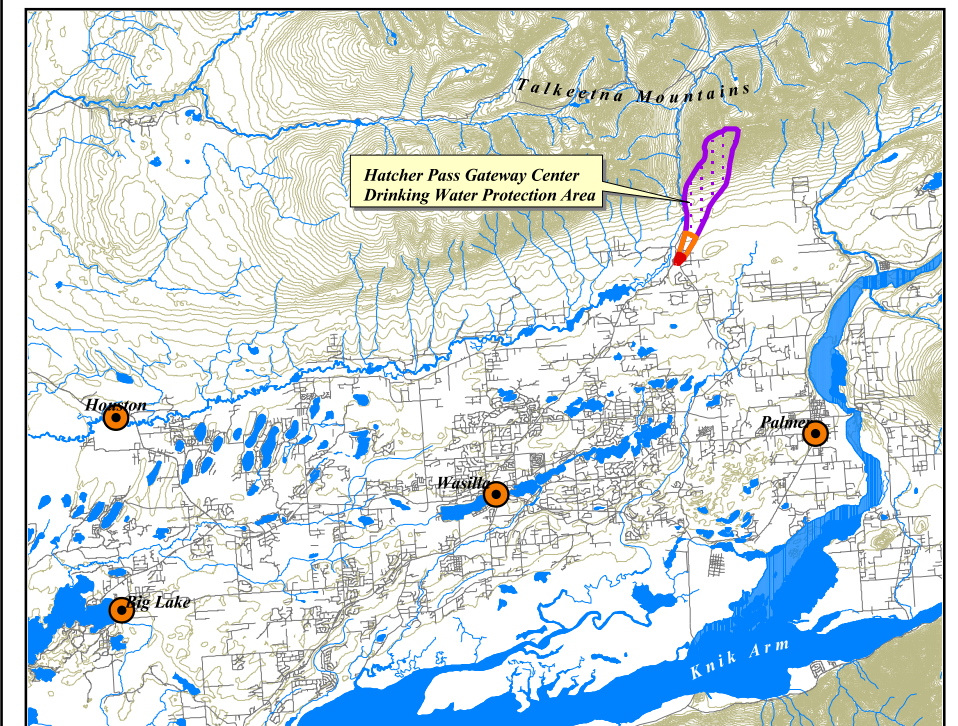 Talkeetna Mountains
Hatcher Pass Gateway Center
Drinking Water Protection Area
Houston
Palmer
Wasilla
Big Lake
Knik Arm